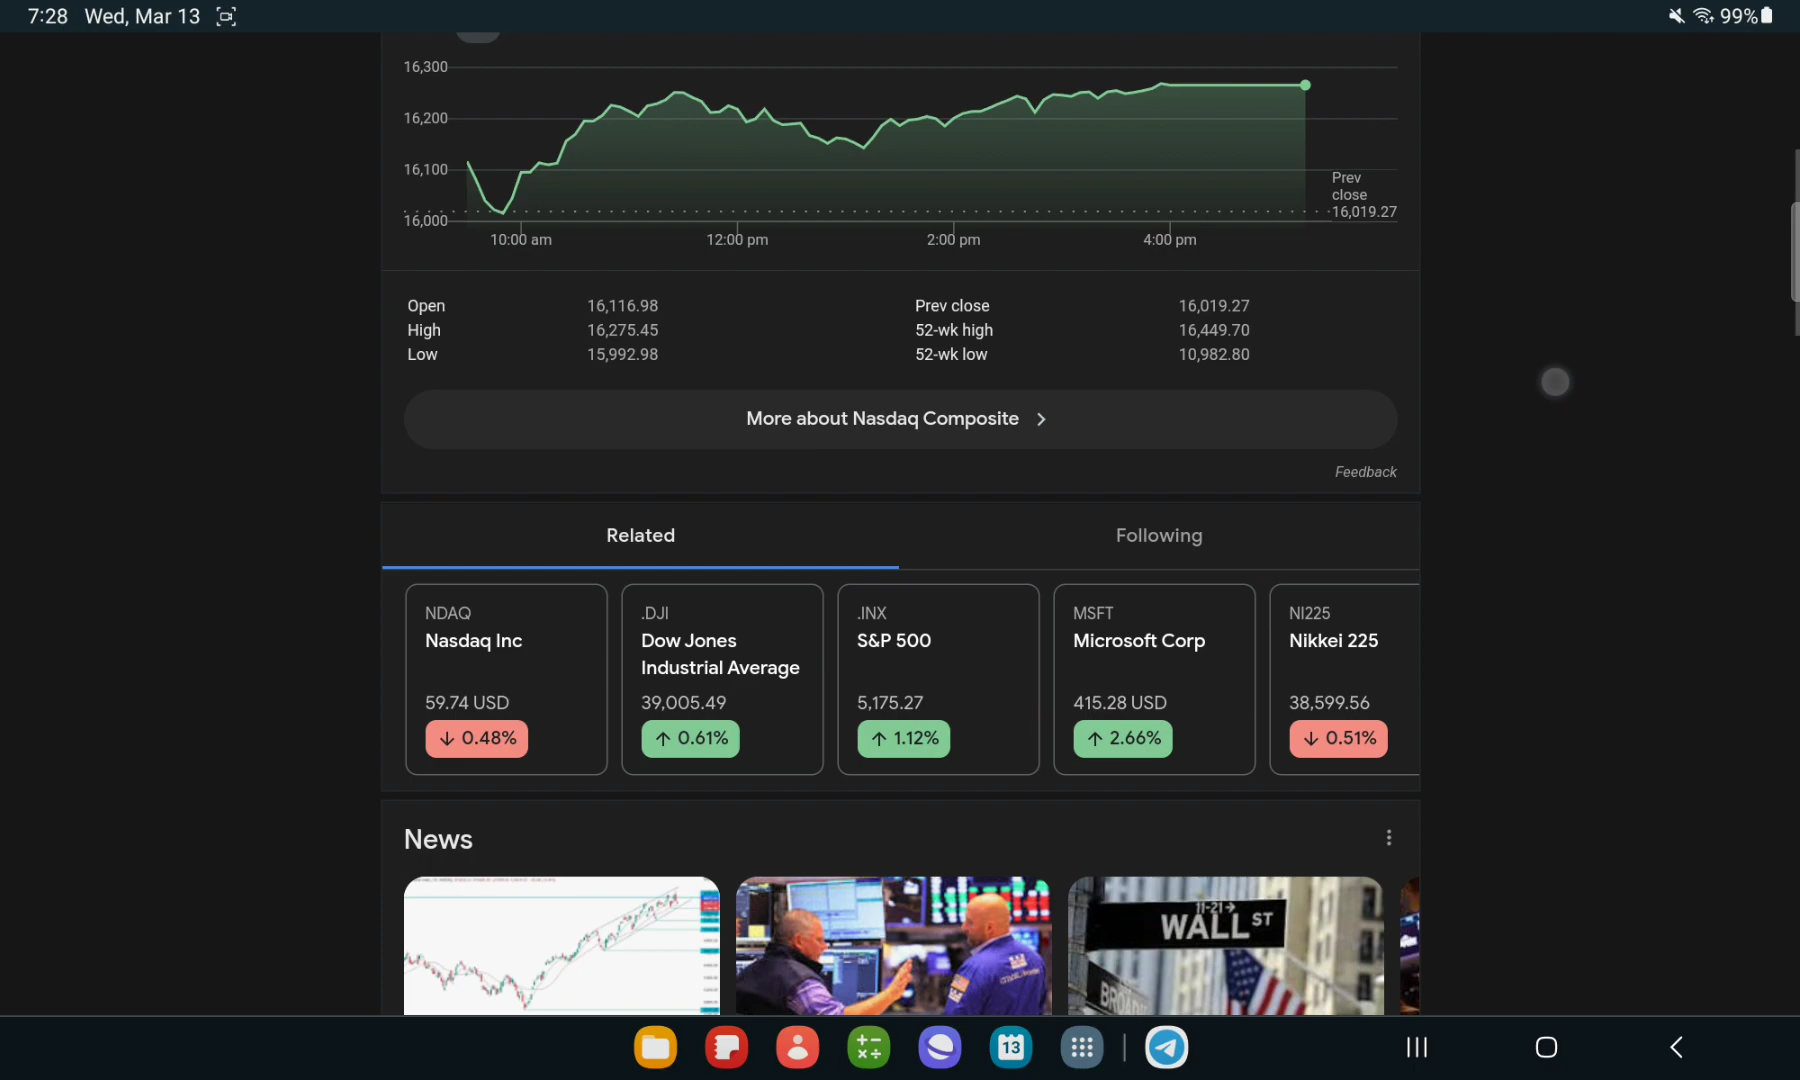 7:28 Wed, Mar 13
99%
16,300
16,200
16,100
16,000
Prev
close
16,019.27
10:00 am 12:00 pm 2:00 pm 4:00 pm
Open 16,116.98 Prev close 16,019.27
High 16,275.45 52-wk high 16,449.70
Low 15,992.98 52-wk low 10,982.80
More about Nasdaq Composite
Feedback
Related Following
NDAQ
Nasdaq Inc
59.74 USD
↓ 0.48%
.DJI
Dow Jones
Industrial Average
39,005.49
↑ 0.61%
.INX
S&P 500
5,175.27
↑ 1.12%
MSFT
Microsoft Corp
415.28 USD
↑ 2.66%
NI225
Nikkei 225
38,599.56
↓ 0.51%
News
11-21→
WALL ST
13